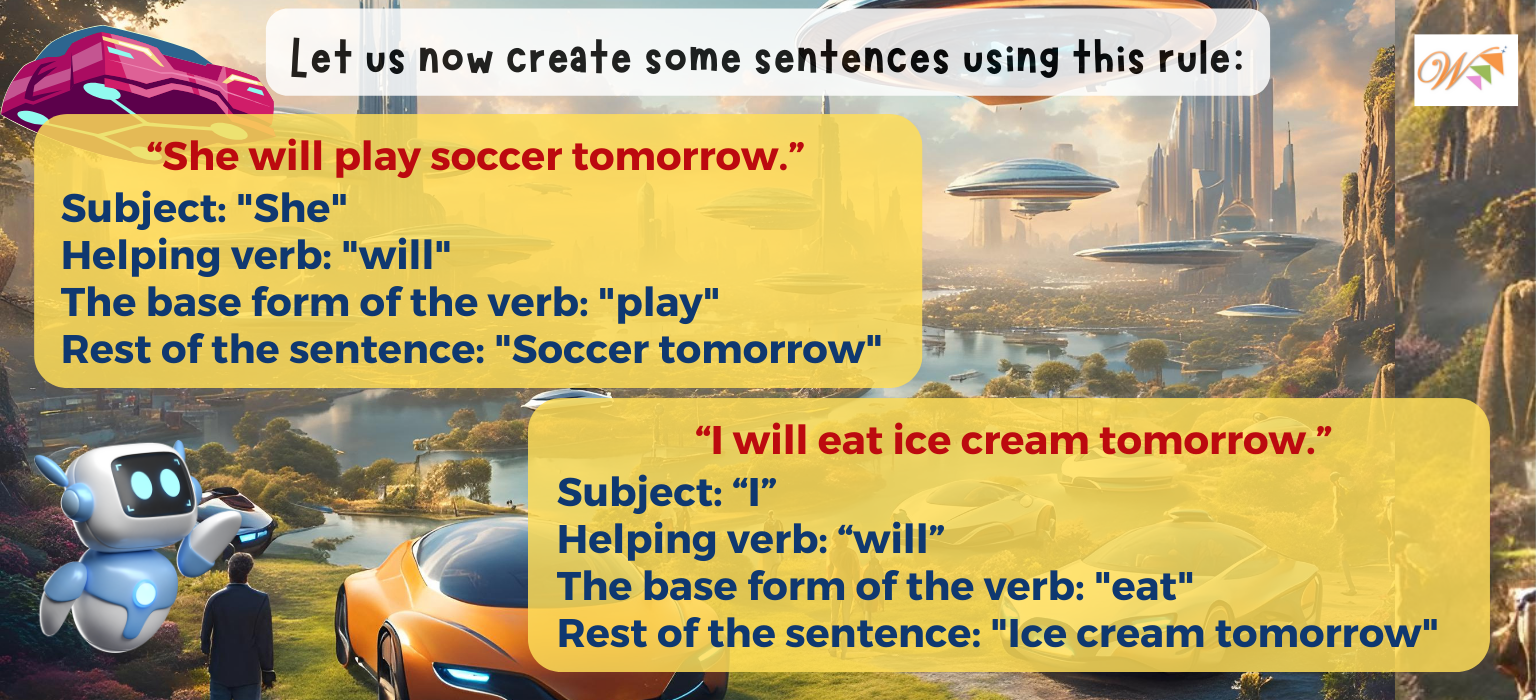 Let us now create some sentences using this rule:
“She will play soccer tomorrow.”
Subject: "She"
Helping verb: "will"
The base form of the verb: "play"
Rest of the sentence: "Soccer tomorrow"
“I will eat ice cream tomorrow.”
Subject: “I”
Helping verb: “will”
The base form of the verb: "eat"
Rest of the sentence: "Ice cream tomorrow"
W